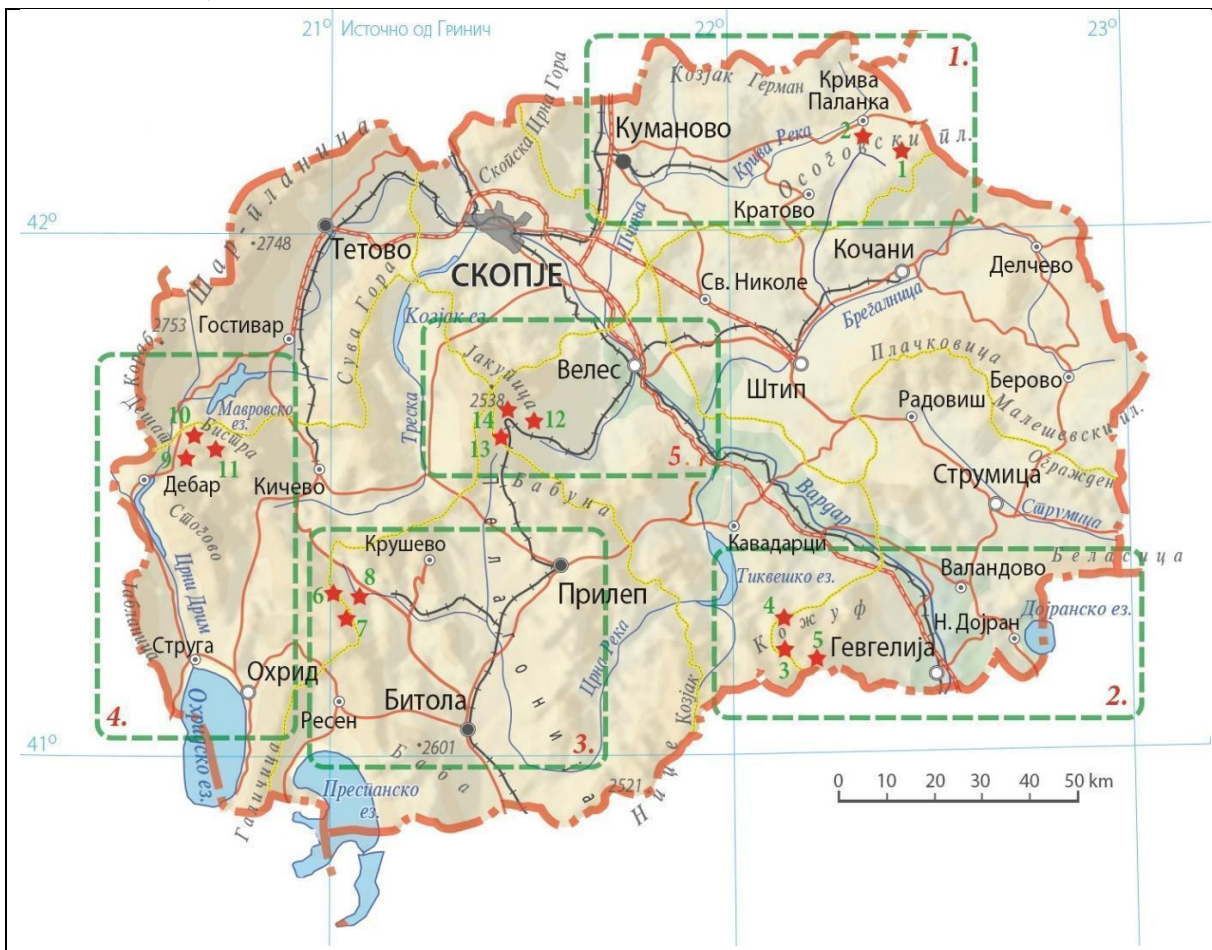 21° Источно од Гринич
22°
23°
1.
Козјак
Герман
Крива
Паланка
Скопска Црна Гора
Куманово
2
Крива Река
Осоговски пл.
1
Шар-планина
Кратово
42°
Пчиња
Тетово
•2748
СКОПЈЕ
Кочани
Делчево
Св. Николе
Брегалница
Сува Гора
Козјак ез.
2753
Гостивар
Д. Кораб
Јакупица
Велес
Штип
Плачковица
Берово
Радовиш
Малешевски пл.
Дешат
Мавровско
ез.
Треска
2538
10
Бистра
14
12
13
9
11
5.
Огражден
Дебар
Кичево
Бабуна
Вардар
Струмица
Струмица
Стогово
Крушево
Кавадарци
Беласица
Пелагонија
Тиквешко ез.
Валандово
Црни Дрим
Јабланица
8
6
Прилеп
4
Кожуф
Н. Дојран
Дојранско ез.
7
5
3
Гевгелија
Струга
Охрид
Црна Река
Битола
Козјак
2.
Ресен
4.
3.
Охридско ез.
41°
•2601
Баба
Ниџе
2521
Галичица
Преспанско
ез.
0 10 20 30 40 50 km